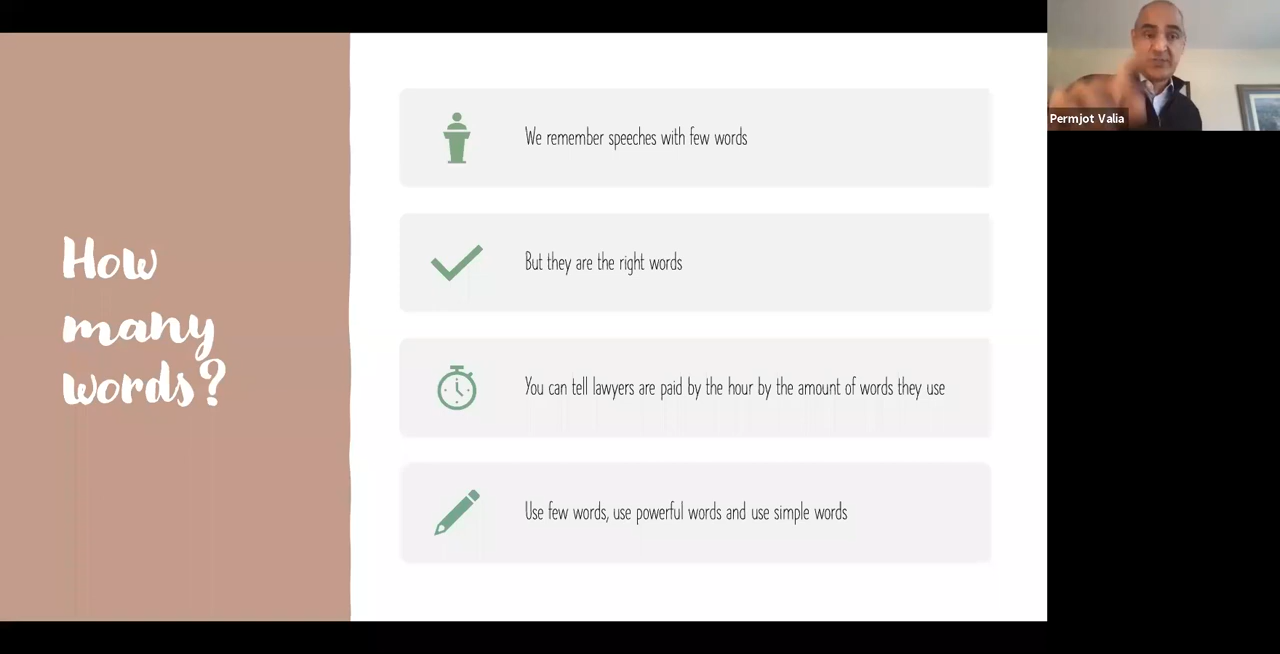 How
many
words?
We remember speeches with few words
But they are the right words
You can tell lawyers are paid by the hour by the amount of words they use
Use few words, use powerful words and use simple words
Permjot Valia